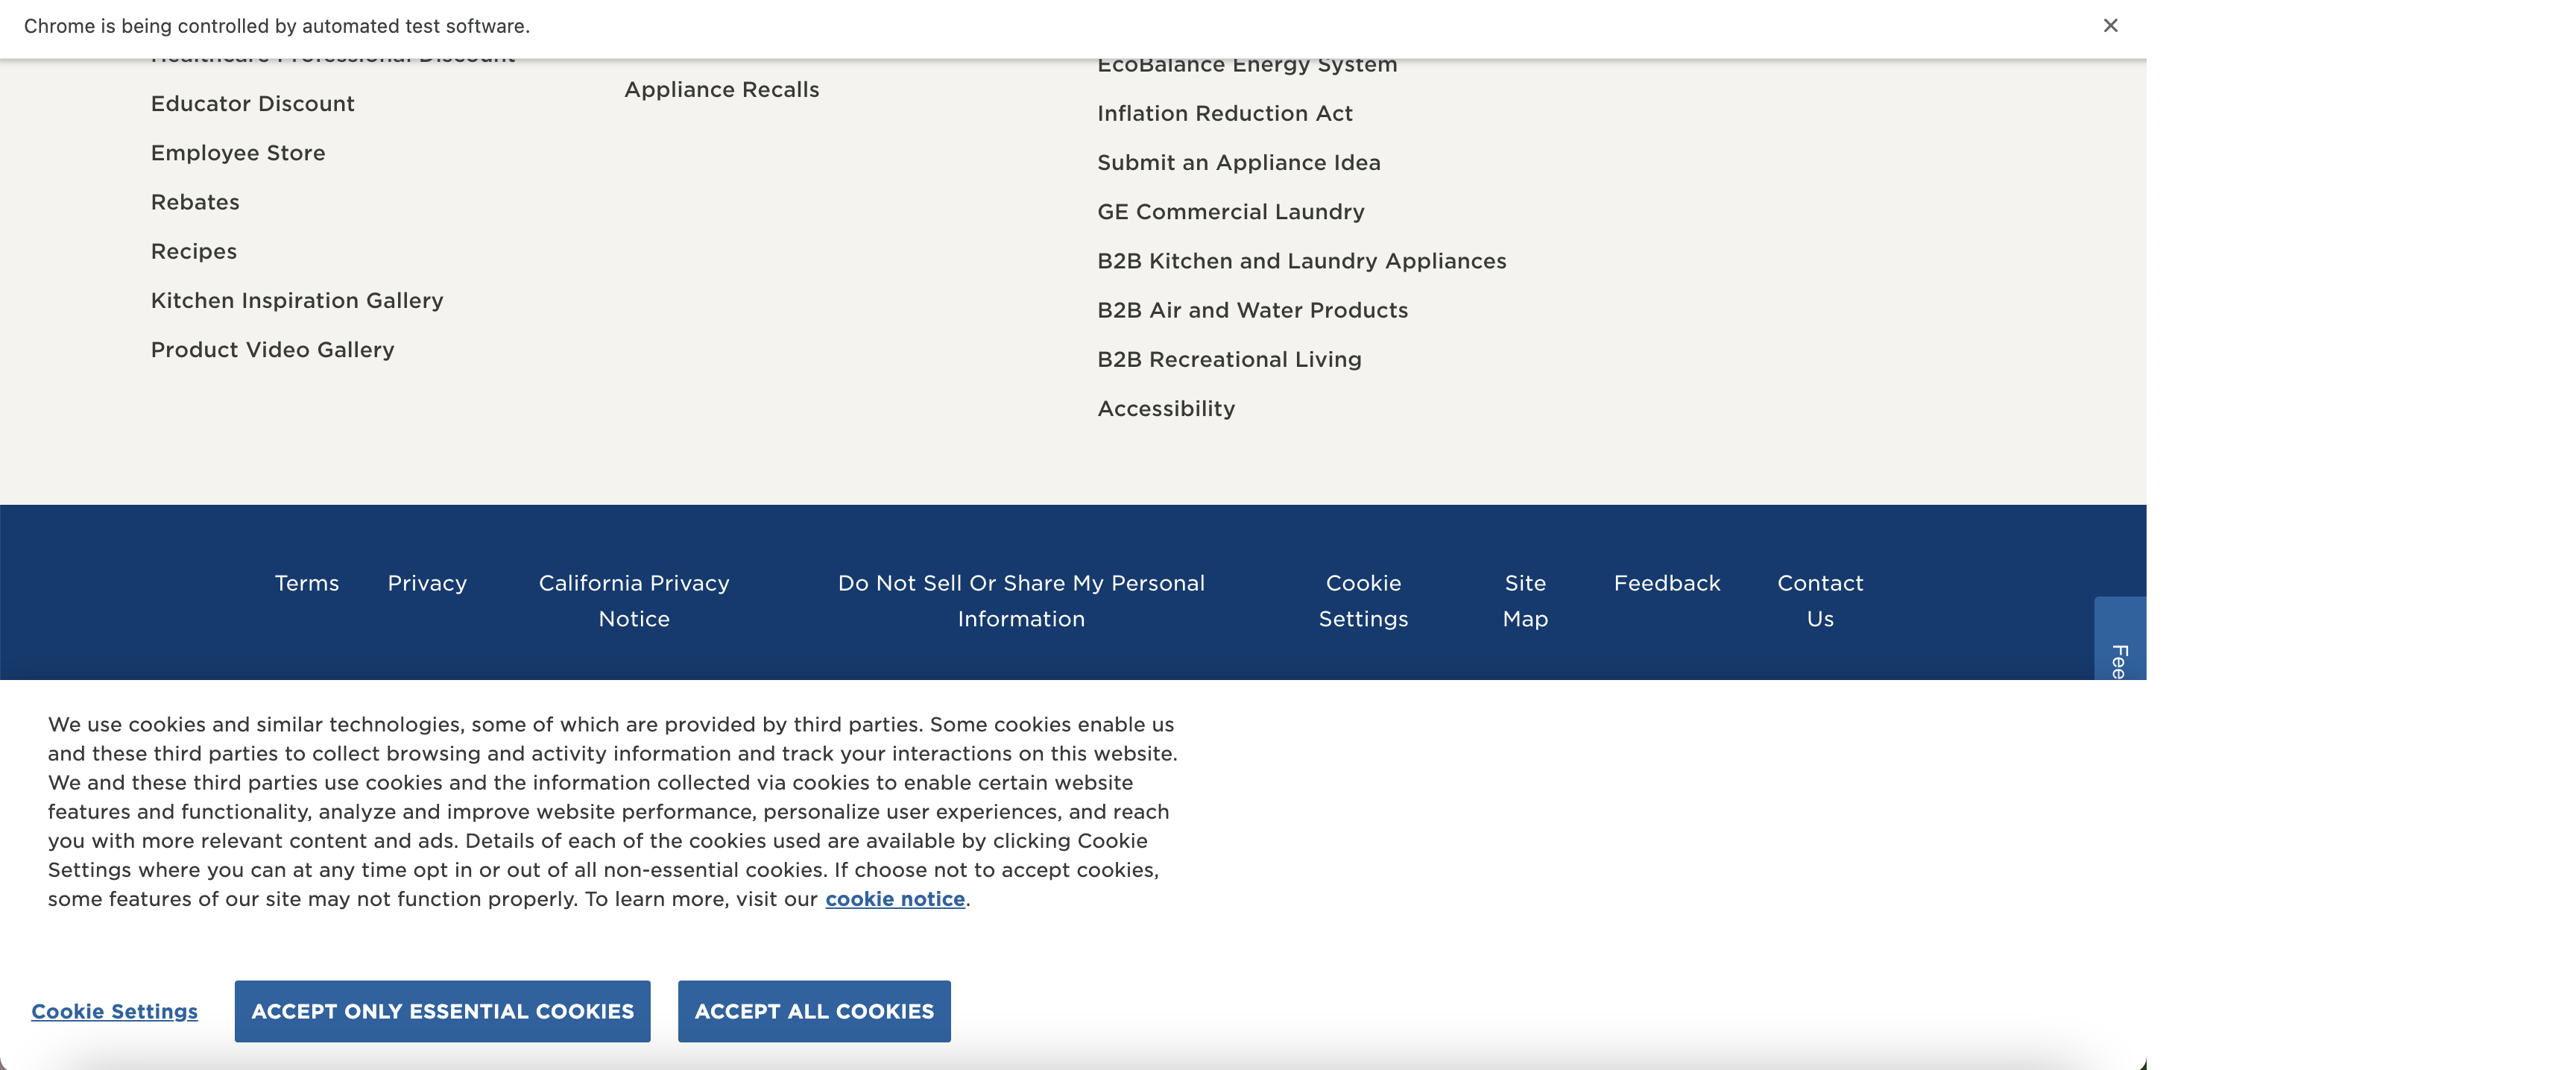 Chrome is being controlled by automated test software.
Healthcare Professional Discount
Educator Discount
Employee Store
Rebates
Recipes
Kitchen Inspiration Gallery
Product Video Gallery
Appliance Recalls
EcoBalance Energy System
Inflation Reduction Act
Submit an Appliance Idea
GE Commercial Laundry
B2B Kitchen and Laundry Appliances
B2B Air and Water Products
B2B Recreational Living
Accessibility
Terms
Privacy
California Privacy
Notice
Do Not Sell Or Share My Personal
Information
Cookie
Settings
Site
Map
Feedback
Contact
Us
Fee
We use cookies and similar technologies, some of which are provided by third parties. Some cookies enable us
and these third parties to collect browsing and activity information and track your interactions on this website.
We and these third parties use cookies and the information collected via cookies to enable certain website
features and functionality, analyze and improve website performance, personalize user experiences, and reach
you with more relevant content and ads. Details of each of the cookies used are available by clicking Cookie
Settings where you can at any time opt in or out of all non-essential cookies. If choose not to accept cookies,
some features of our site may not function properly. To learn more, visit our cookie notice.
Cookie Settings
ACCEPT ONLY ESSENTIAL COOKIES
ACCEPT ALL COOKIES